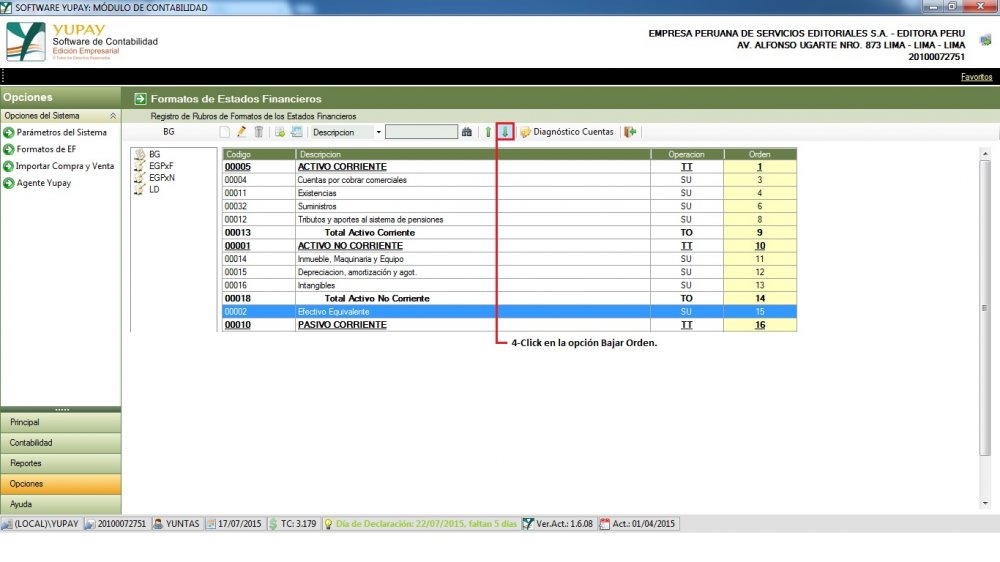 SOFTWARE YUPAY: MÓDULO DE CONTABILIDAD
YUPAY
Software de Contabilidad
Edición Empresarial
EMPRESA PERUANA DE SERVICIOS EDITORIALES S.A. - EDITORA PERU
AV. ALFONSO UGARTE NRO. 873 LIMA - LIMA - LIMA
20100072751
Favoritos
Opciones
Opciones del Sistema
Parámetros del Sistema
Formatos de EF
Importar Compra y Venta
Agente Yupay
Formatos de Estados Financieros
Registro de Rubros de Formatos de los Estados Financieros
BG Descripcion Diagnóstico Cuentas
BG
EGPxF
EGPxN
LD
Codigo Descripcion Operacion Orden
00005 ACTIVO CORRIENTE TT 1
00004 Cuentas por cobrar comerciales SU 3
00011 Existencias SU 4
00032 Suministros SU 6
00012 Tributos y aportes al sistema de pensiones SU 8
00013 Total Activo Corriente TO 9
00001 ACTIVO NO CORRIENTE TT 10
00014 Inmueble, Maquinaria y Equipo SU 11
00015 Depreciacion, amortización y agot. SU 12
00016 Intangibles SU 13
00018 Total Activo No Corriente TO 14
00002 Efectivo Equivalente SU 15
00010 PASIVO CORRIENTE TT 16
4-Click en la opción Bajar Orden.
Principal
Contabilidad
Reportes
Opciones
Ayuda
(LOCAL)\YUPAY 20100072751 YUNTAS 17/07/2015 TC: 3.179 Día de Declaración: 22/07/2015, faltan 5 días Ver.Act.: 1.6.08 Act.: 01/04/2015